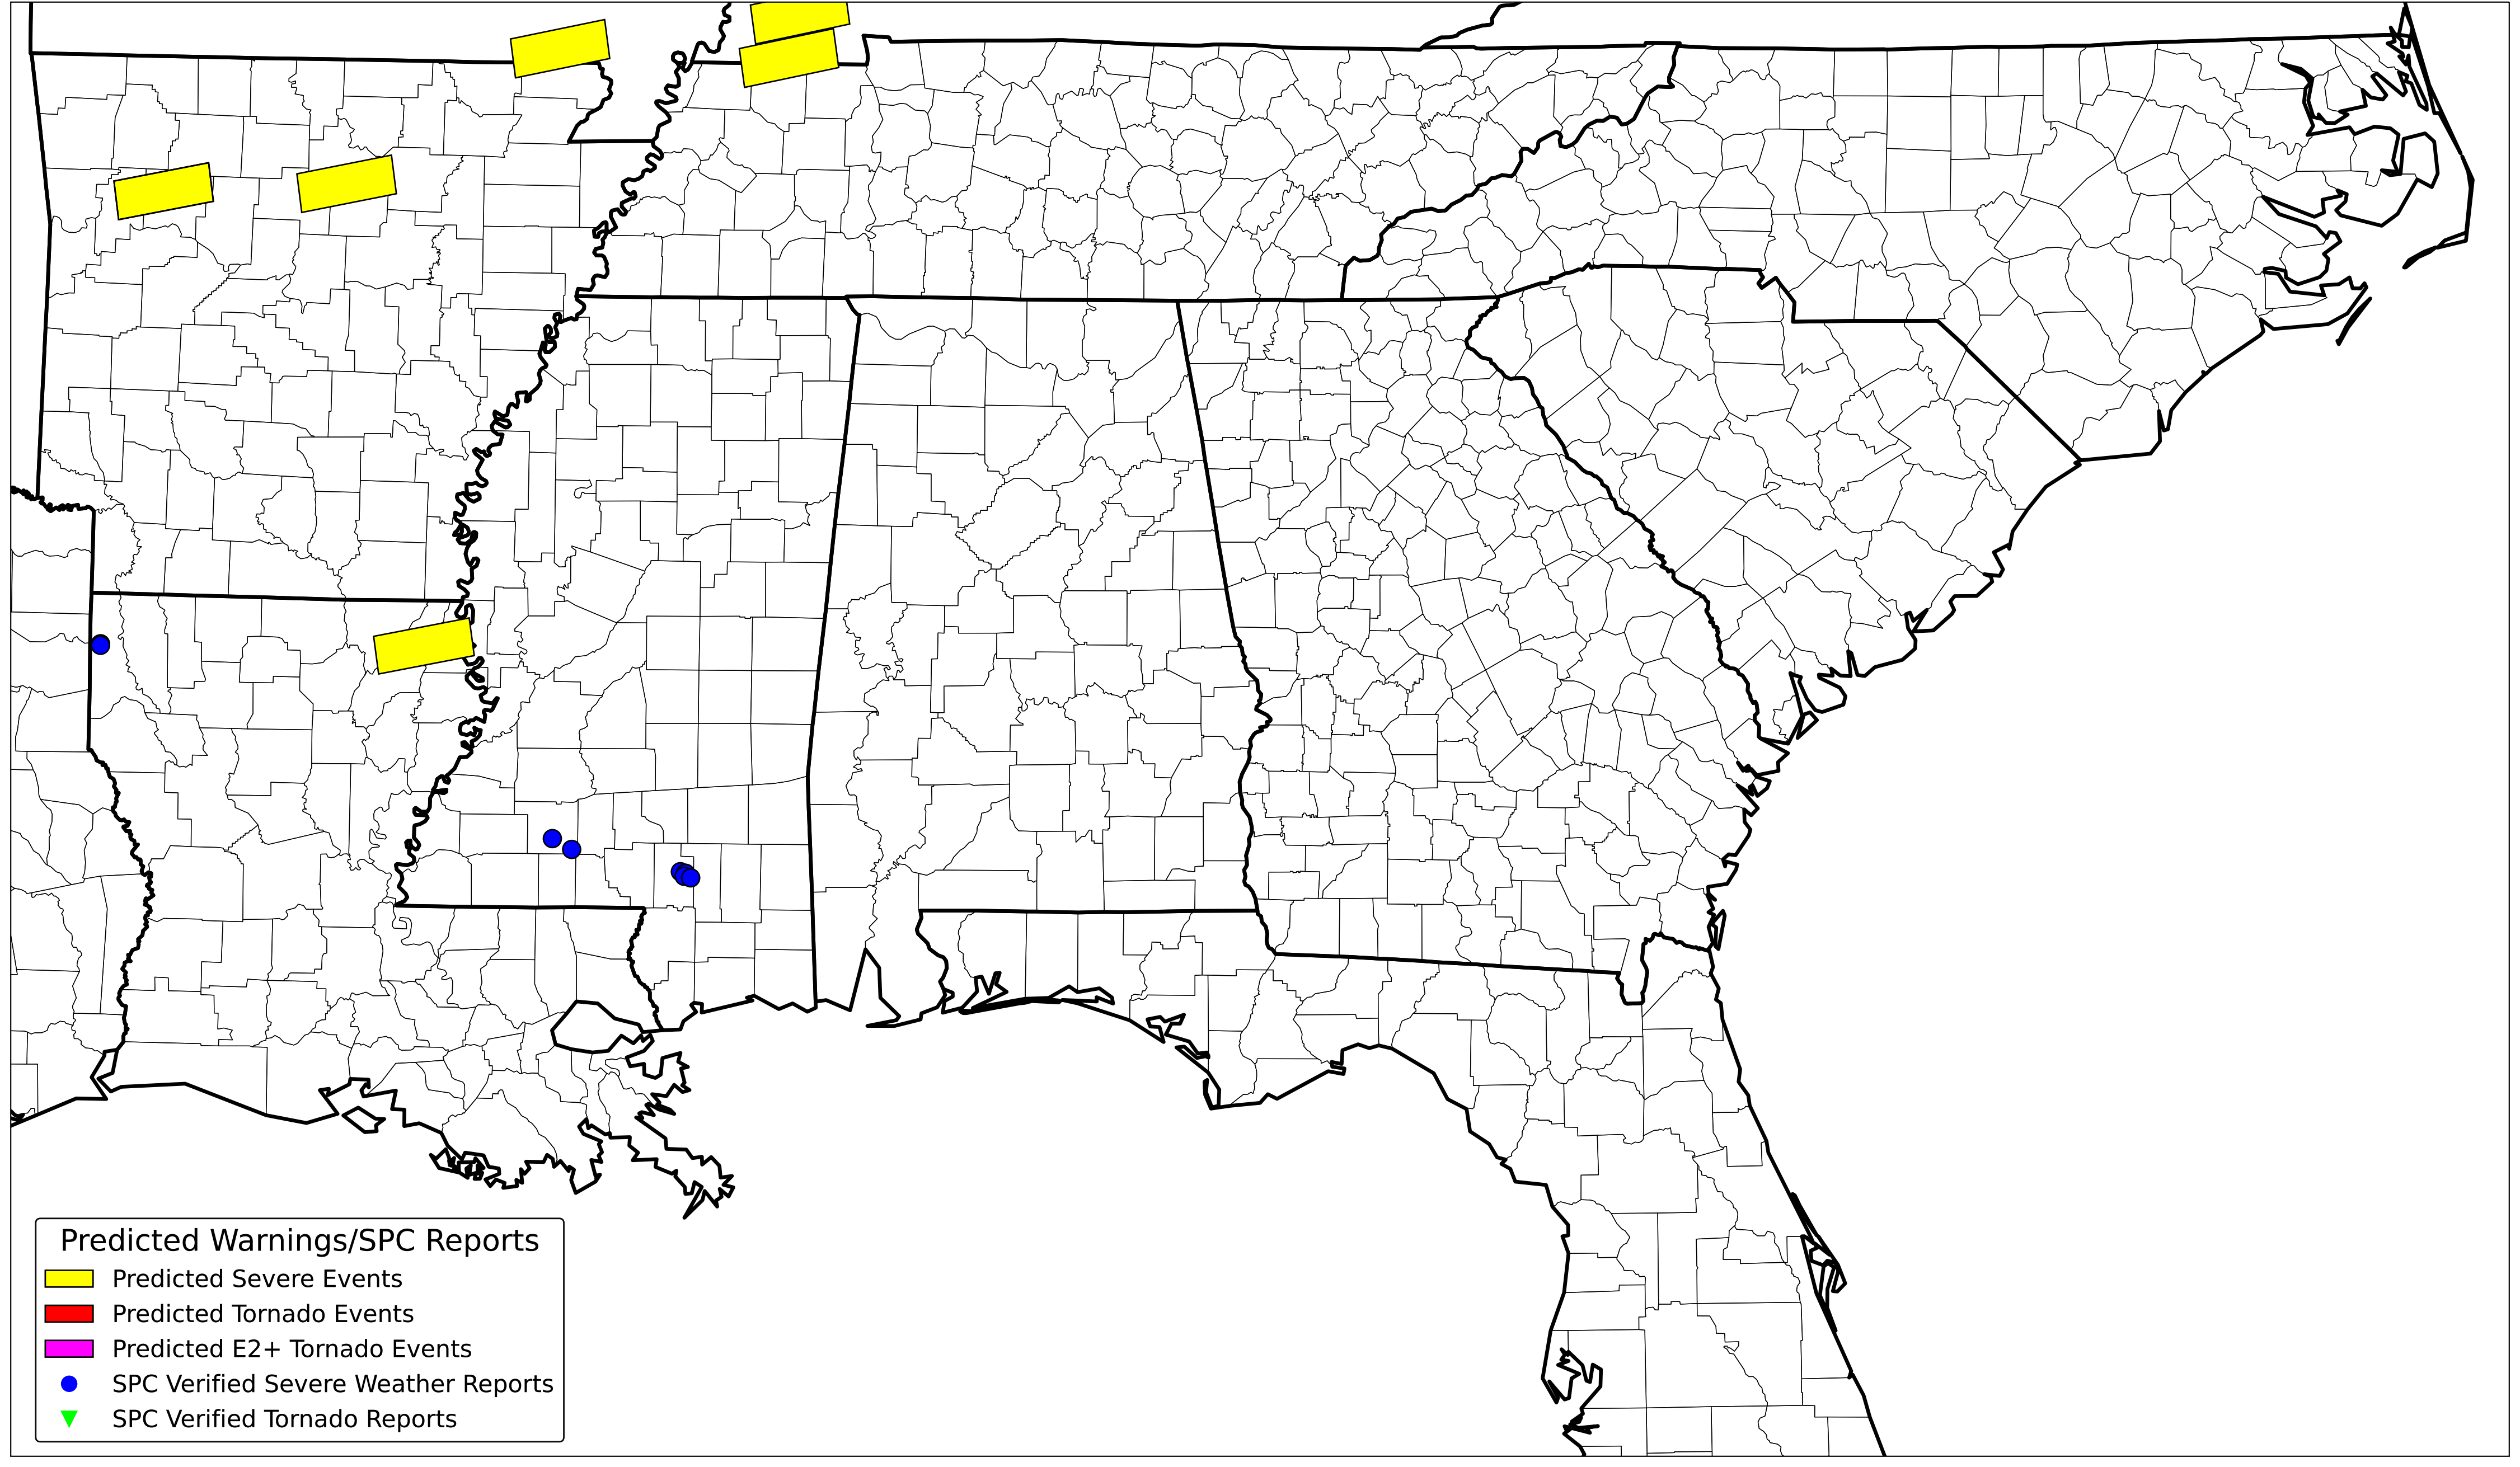 Predicted Warnings/SPC Reports
Predicted Severe Events
Predicted Tornado Events
Predicted E2+ Tornado Events
SPC Verified Severe Weather Reports
SPC Verified Tornado Reports